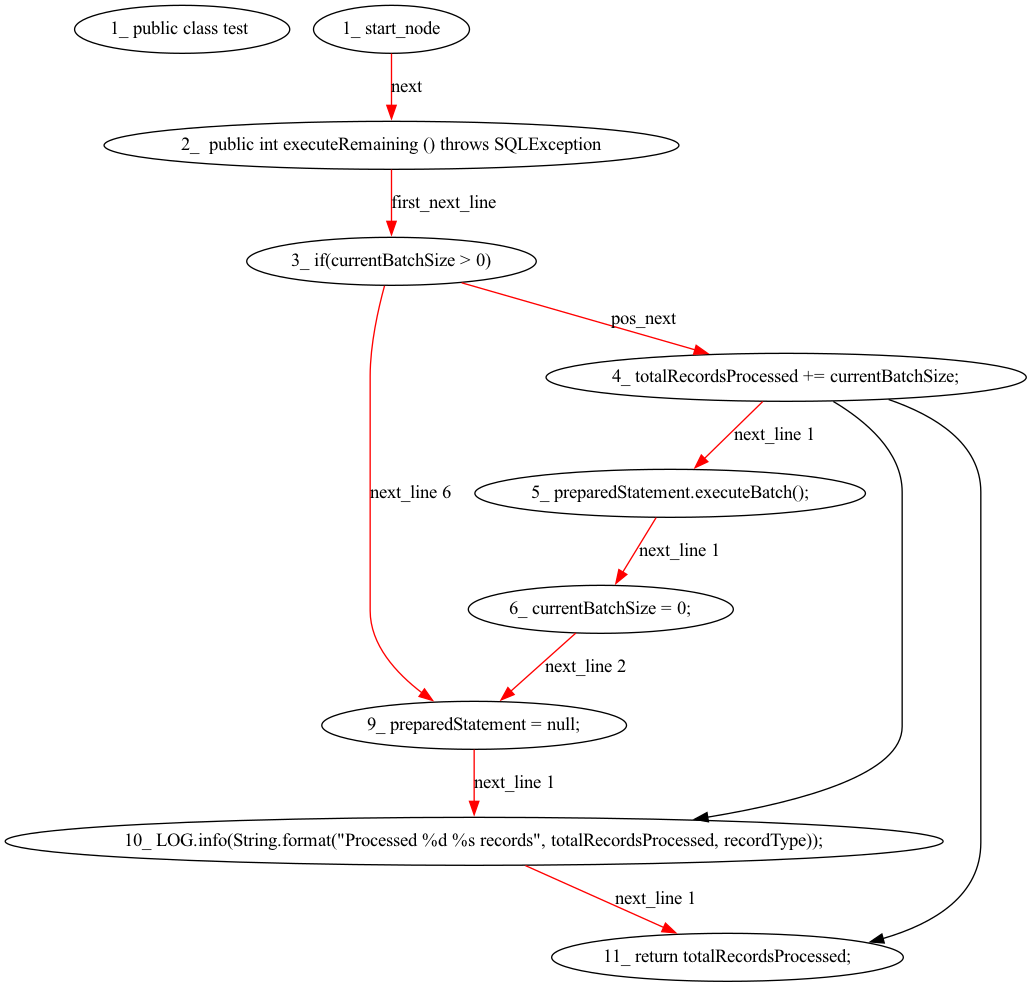 1_ public class test
1_ start_node
next
2_ public int executeRemaining () throws SQLException
first_next_line
3_ if(currentBatchSize > 0)
pos_next
4_ totalRecordsProcessed += currentBatchSize;
next_line 1
next_line 6
5_ preparedStatement.executeBatch();
next_line 1
6_ currentBatchSize = 0;
next_line 2
9_ preparedStatement = null;
next_line 1
10_ LOG.info(String.format("Processed %d %s records", totalRecordsProcessed, recordType));
next_line 1
11_ return totalRecordsProcessed;